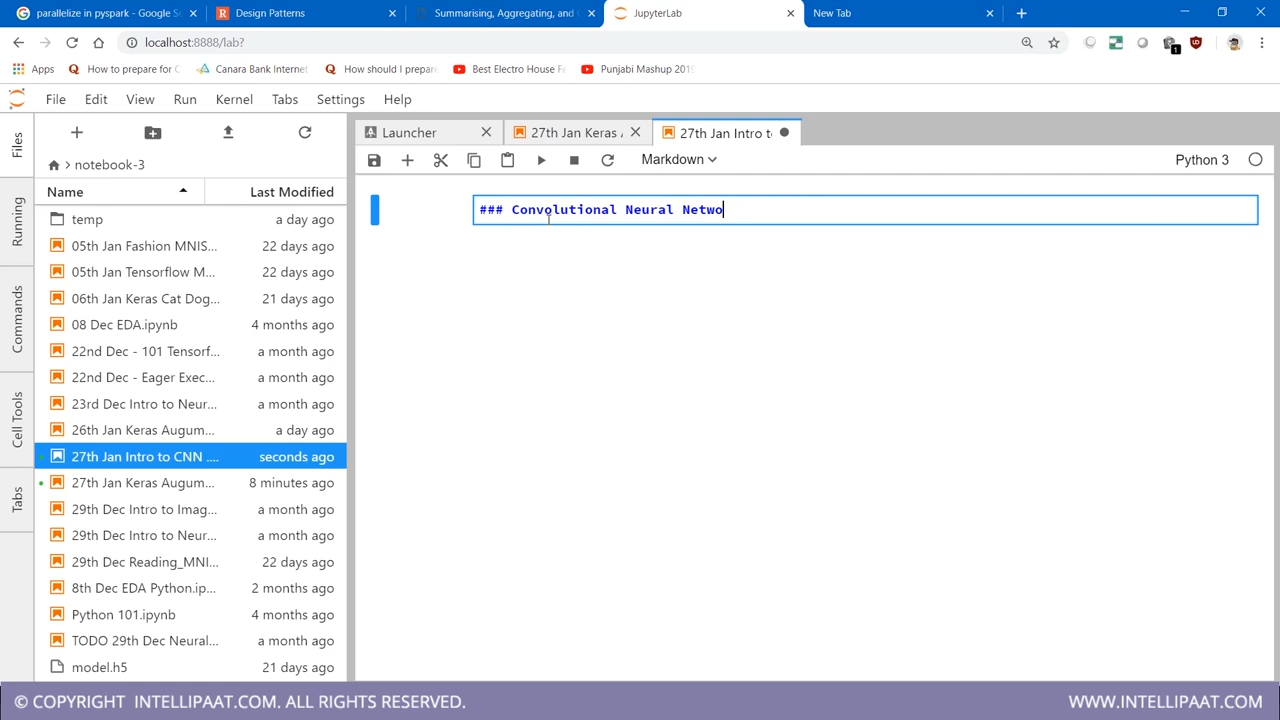 parallelize in pyspark - Google Se
Design Patterns
Summarising, Aggregating, and
JupyterLab
New Tab
localhost:8888/lab?
Apps
How to prepare for
Canara Bank Internet
How should I prepare
Best Electro House Fe
Punjabi Mashup 2019
File Edit View Run Kernel Tabs Settings Help
Files
Running
Commands
Cell Tools
Tabs
notebook-3
Name Last Modified
temp a day ago
05th Jan Fashion MNIS... 22 days ago
05th Jan Tensorflow M... 22 days ago
06th Jan Keras Cat Dog... 21 days ago
08 Dec EDA.ipynb 4 months ago
22nd Dec - 101 Tensorf... a month ago
22nd Dec - Eager Exec... a month ago
23rd Dec Intro to Neur... a month ago
26th Jan Keras Augum... a day ago
27th Jan Intro to CNN .... seconds ago
27th Jan Keras Augum... 8 minutes ago
29th Dec Intro to Imag... a month ago
29th Dec Intro to Neur... a month ago
29th Dec Reading_MNI... 22 days ago
8th Dec EDA Python.ip... 2 months ago
Python 101.ipynb 4 months ago
TODO 29th Dec Neural... a month ago
model.h5 21 days ago
Launcher
27th Jan Keras
27th Jan Intro to
Markdown
Python 3
### Convolutional Neural Netwo
© COPYRIGHT INTELLIPAAT.COM. ALL RIGHTS RESERVED.
WWW.INTELLIPAAT.COM